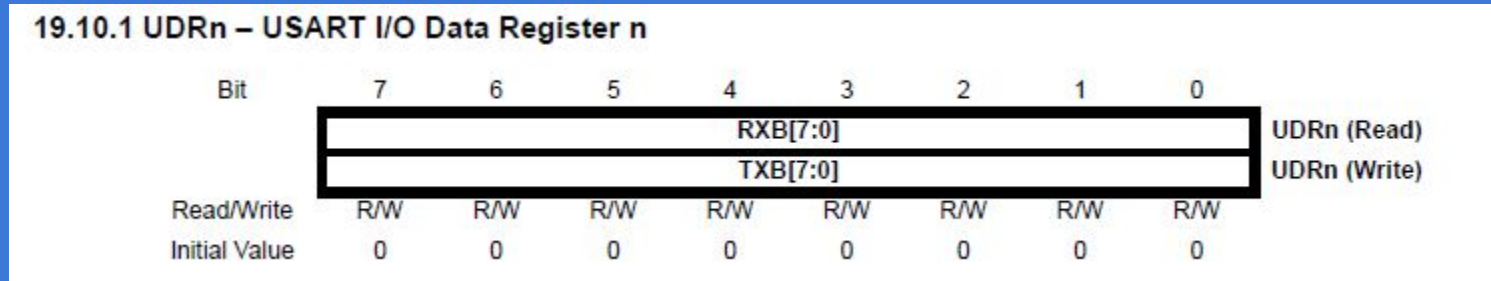 19.10.1 UDRn – USART I/O Data Register n
Bit 7 6 5 4 3 2 1 0
RXB[7:0] UDRn (Read)
TXB[7:0] UDRn (Write)
Read/Write R/W R/W R/W R/W R/W R/W R/W R/W
Initial Value 0 0 0 0 0 0 0 0